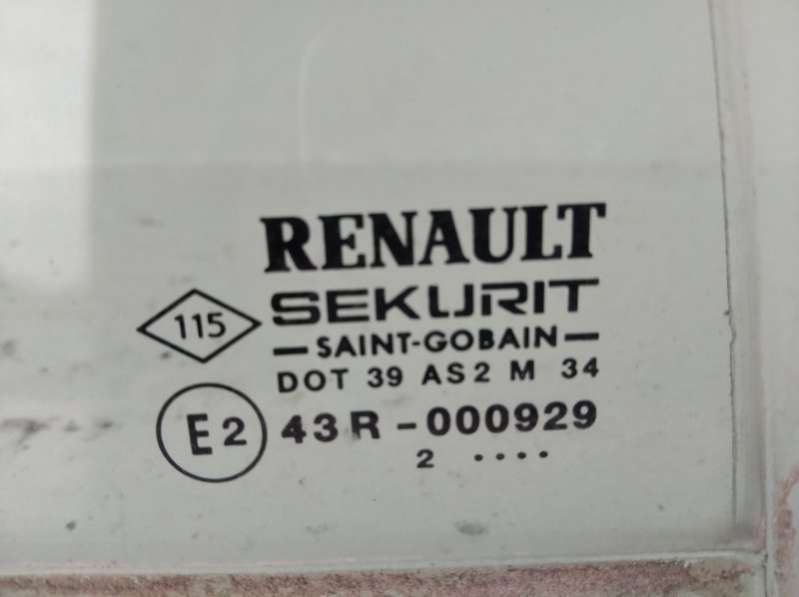 RENAULT
115
SEKURIT
SAINT-GOBAIN
DOT 39 AS2 M 34
E2
43R-000929
2 ····